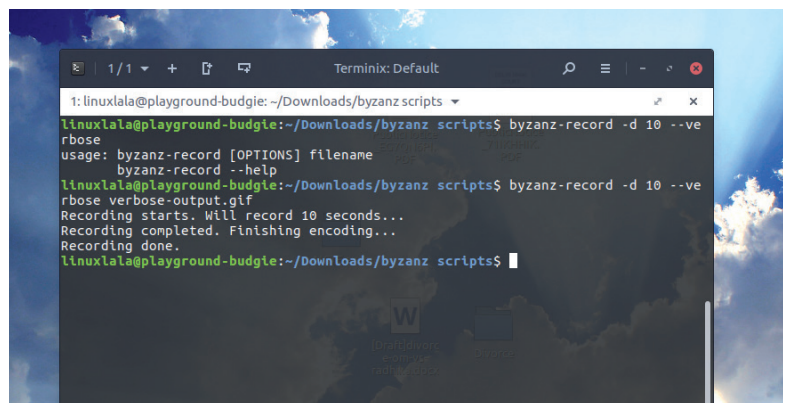 1 / 1
Terminix: Default
1: linuxlala@playground-budgie: ~/Downloads/byzanz scripts
linuxlala@playground-budgie:~/Downloads/byzanz scripts$ byzanz-record -d 10 --ve
rbose
usage: byzanz-record [OPTIONS] filename
byzanz-record --help
linuxlala@playground-budgie:~/Downloads/byzanz scripts$ byzanz-record -d 10 --ve
rbose verbose-output.gif
Recording starts. Will record 10 seconds...
Recording completed. Finishing encoding...
Recording done.
linuxlala@playground-budgie:~/Downloads/byzanz scripts$
W